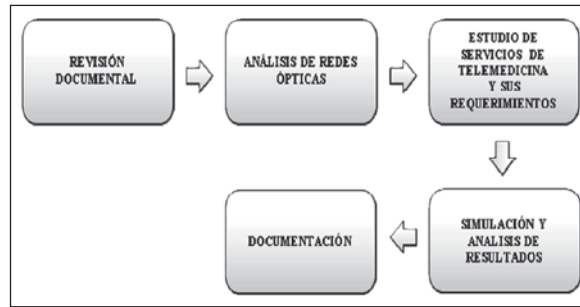 REVISIÓN
DOCUMENTAL
ANÁLISIS DE REDES
ÓPTICAS
ESTUDIO DE
SERVICIOS DE
TELEMEDICINA
Y SUS
REQUERIMIENTOS
SIMULACIÓN Y
ANALISIS DE
RESULTADOS
DOCUMENTACIÓN